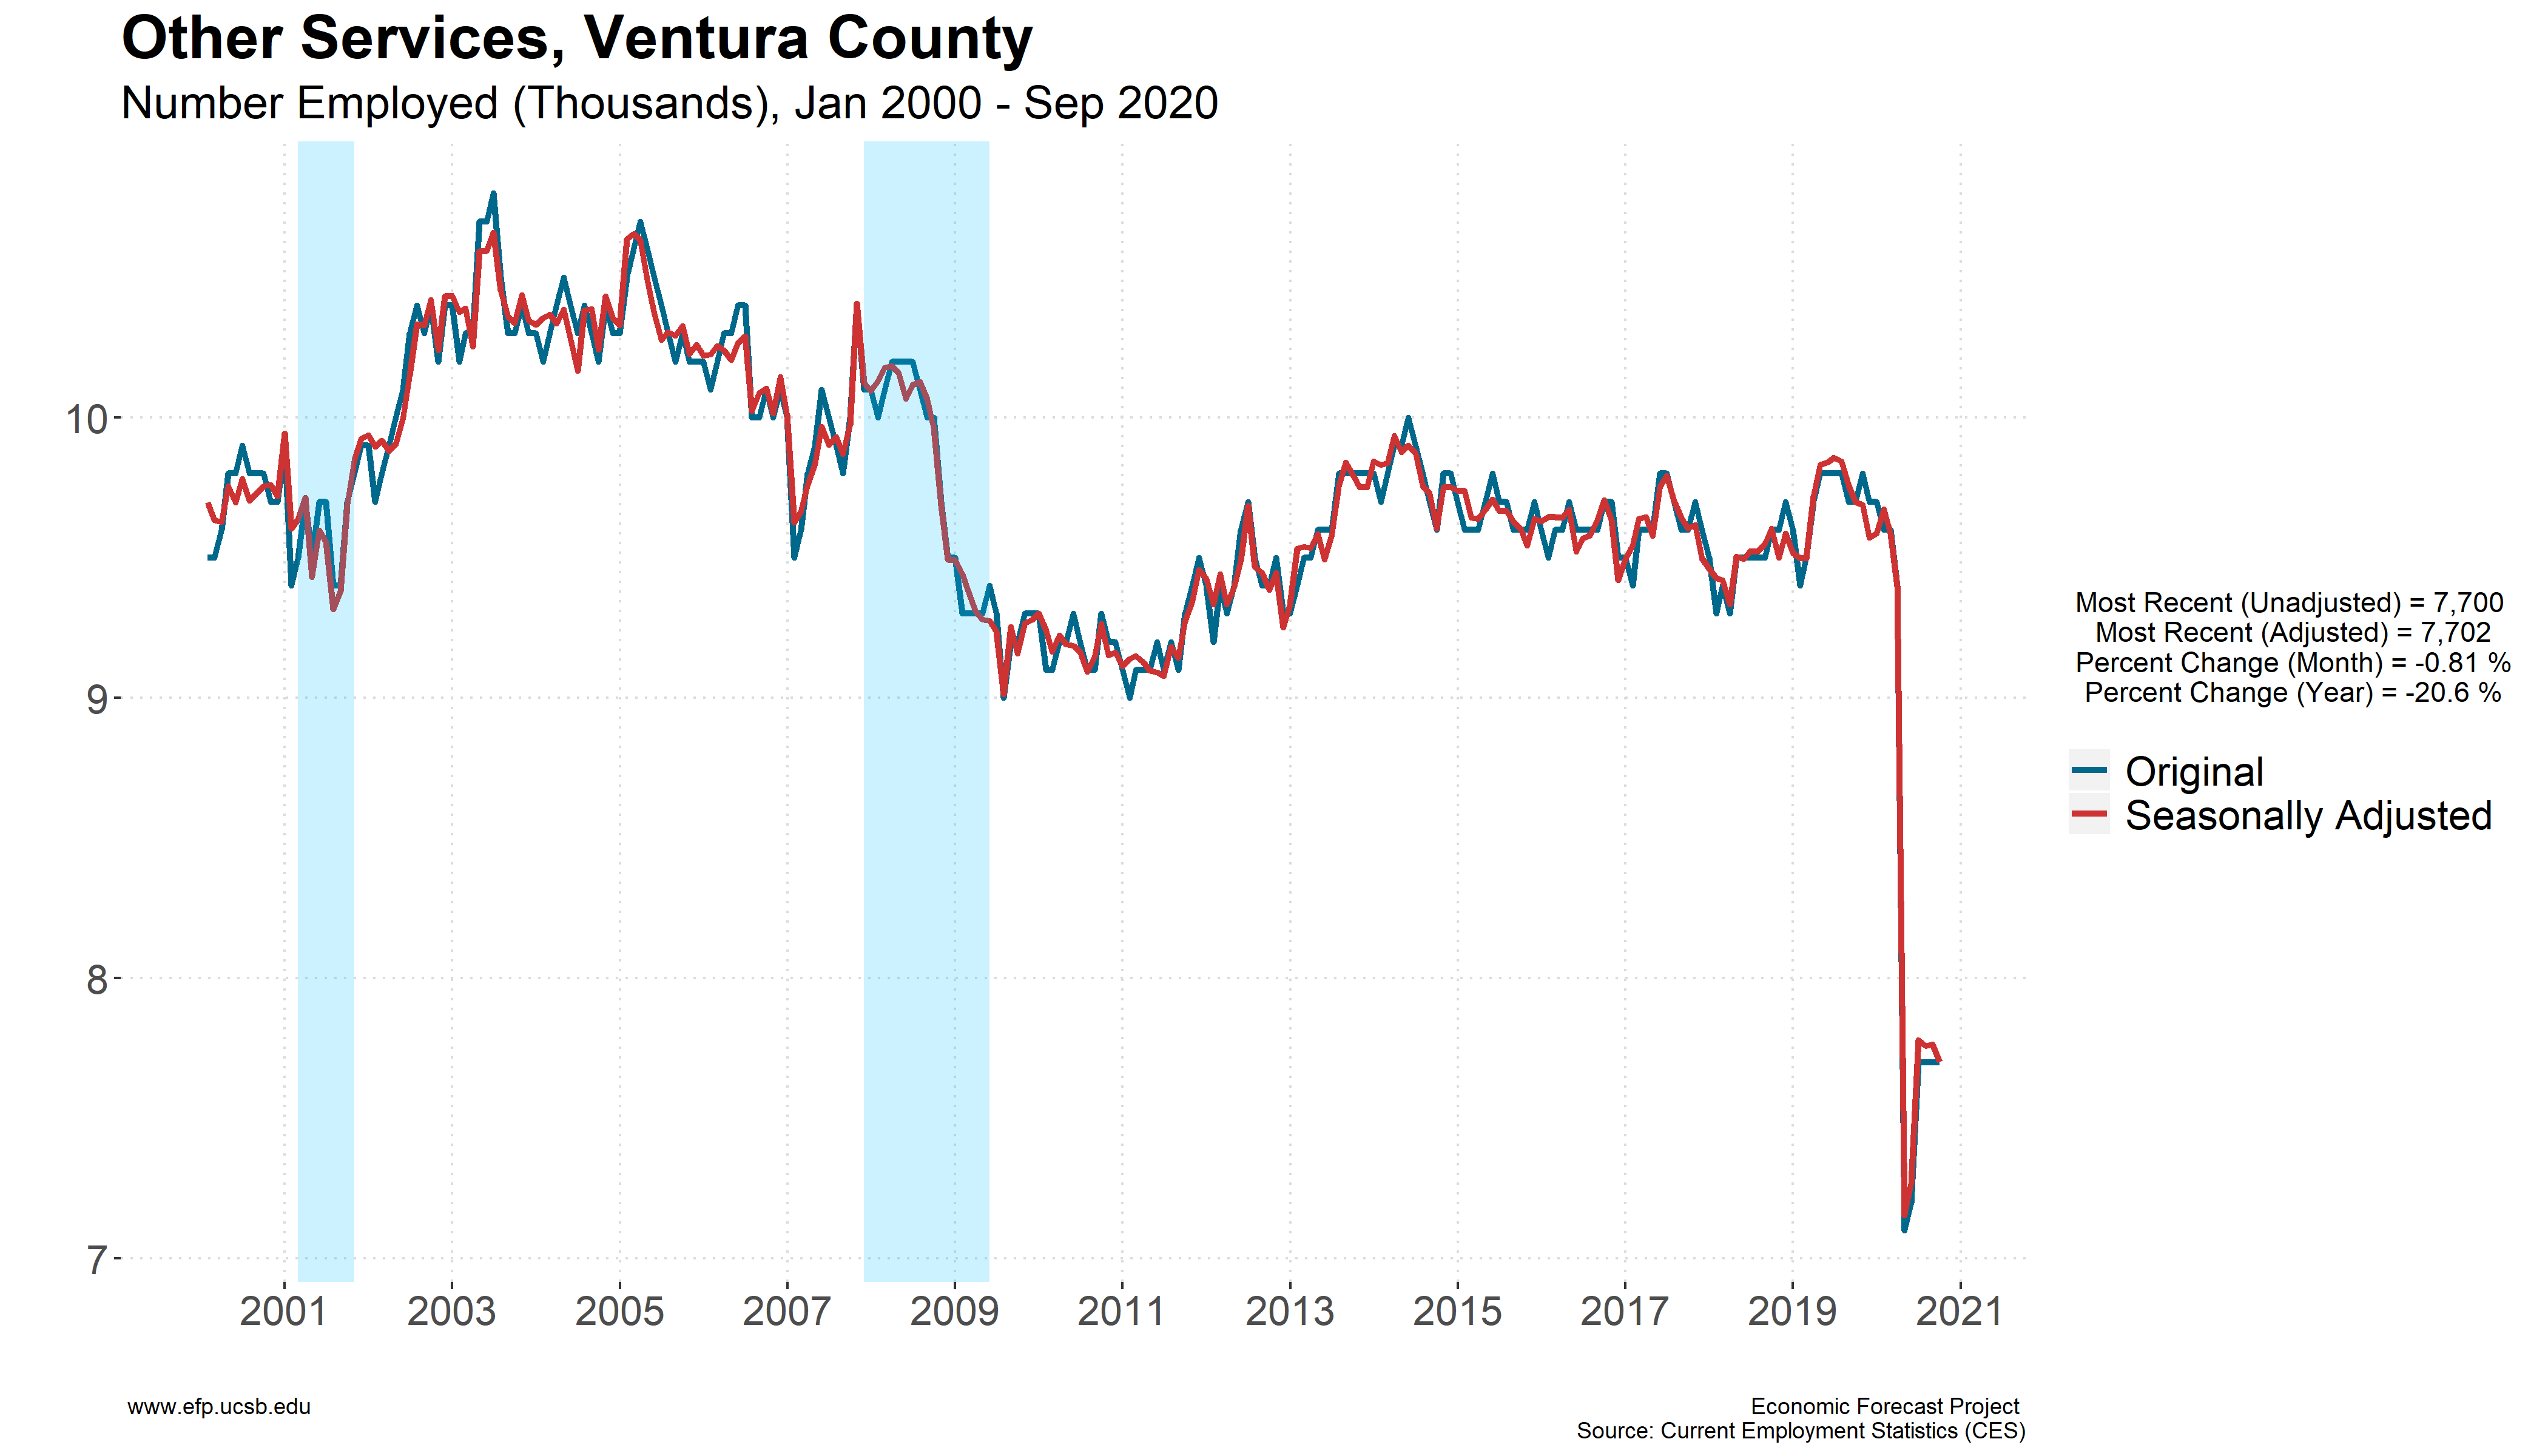 Other Services, Ventura County
Number Employed (Thousands), Jan 2000 - Sep 2020
10
9
8
7
2001
2003
2005
2007
2009
2011
2013
2015
2017
2019
2021
Most Recent (Unadjusted) = 7,700
Most Recent (Adjusted) = 7,702
Percent Change (Month) = -0.81 %
Percent Change (Year) = -20.6 %
Original
Seasonally Adjusted
www.efp.ucsb.edu
Economic Forecast Project
Source: Current Employment Statistics (CES)